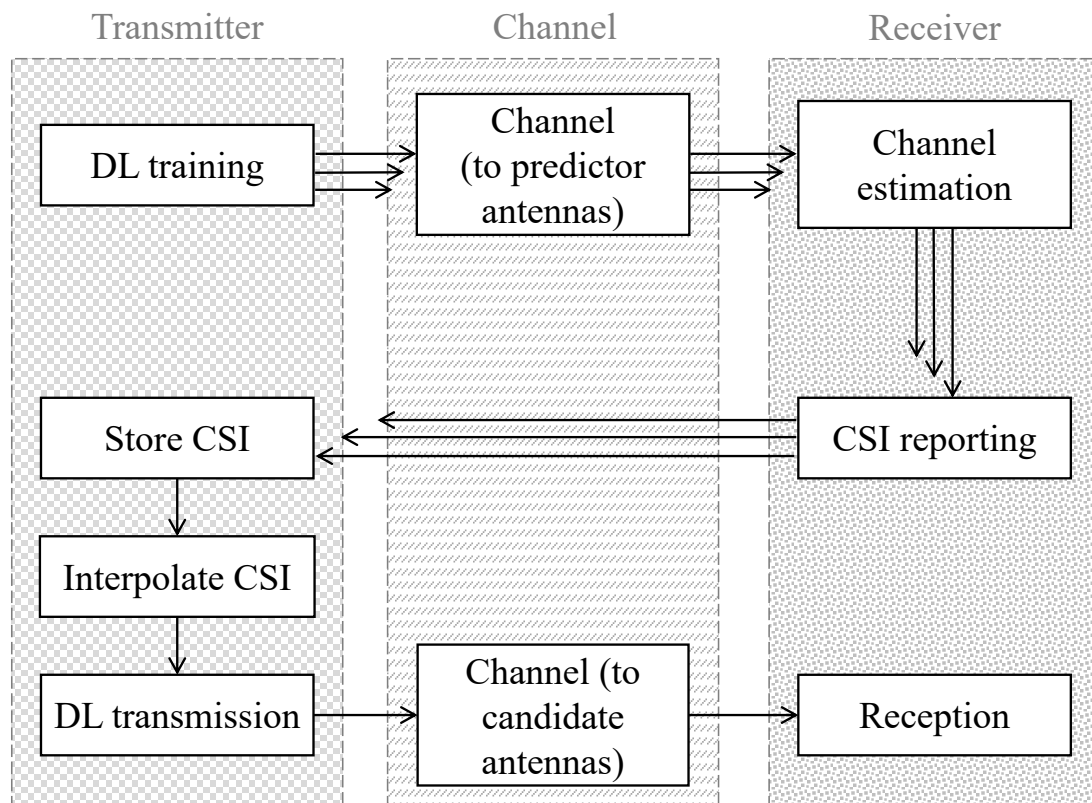 Transmitter
Channel
Receiver
DL training
Channel
(to predictor
antennas)
Channel
estimation
Store CSI
CSI reporting
Interpolate CSI
DL transmission
Channel (to
candidate
antennas)
Reception